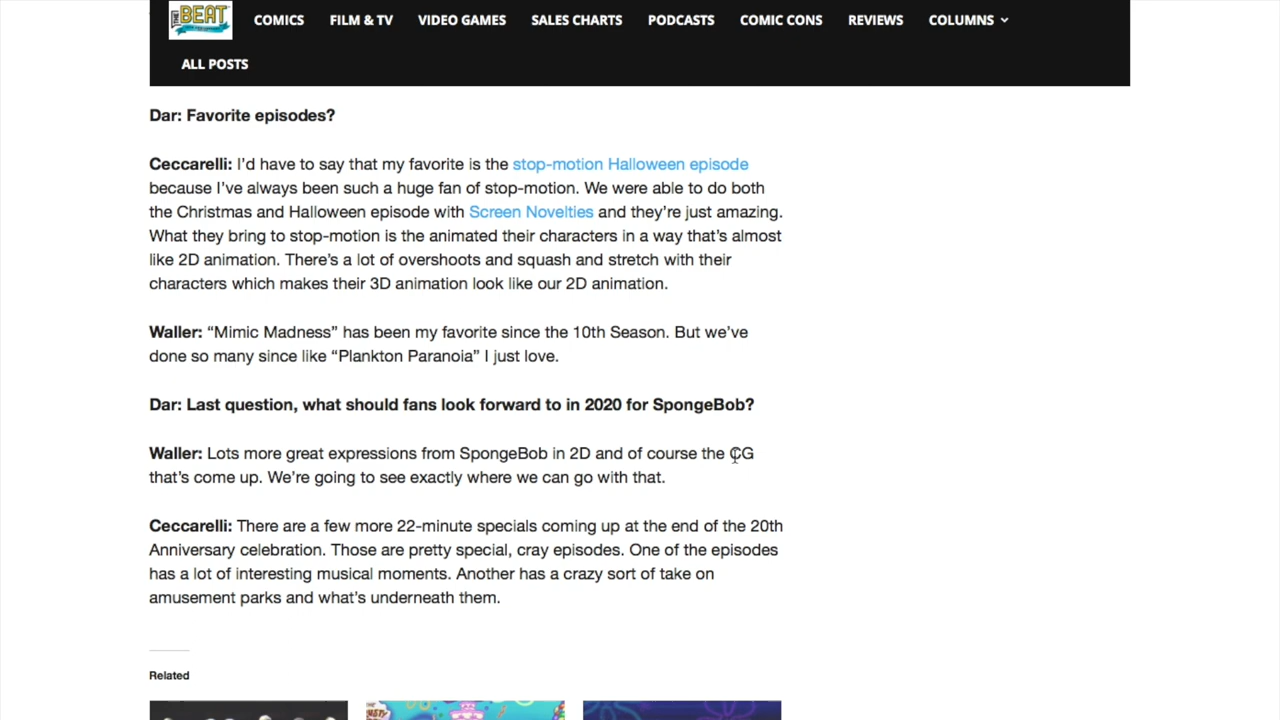 THE BEAT
COMICS FILM & TV VIDEO GAMES SALES CHARTS PODCASTS COMIC CONS REVIEWS COLUMNS
ALL POSTS
Dar: Favorite episodes?
Ceccarelli: I’d have to say that my favorite is the stop-motion Halloween episode
because I’ve always been such a huge fan of stop-motion. We were able to do both
the Christmas and Halloween episode with Screen Novelties and they’re just amazing.
What they bring to stop-motion is the animated their characters in a way that’s almost
like 2D animation. There’s a lot of overshoots and squash and stretch with their
characters which makes their 3D animation look like our 2D animation.
Waller: “Mimic Madness” has been my favorite since the 10th Season. But we’ve
done so many since like “Plankton Paranoia” I just love.
Dar: Last question, what should fans look forward to in 2020 for SpongeBob?
Waller: Lots more great expressions from SpongeBob in 2D and of course the CG
that’s come up. We’re going to see exactly where we can go with that.
Ceccarelli: There are a few more 22-minute specials coming up at the end of the 20th
Anniversary celebration. Those are pretty special, cray episodes. One of the episodes
has a lot of interesting musical moments. Another has a crazy sort of take on
amusement parks and what’s underneath them.
Related